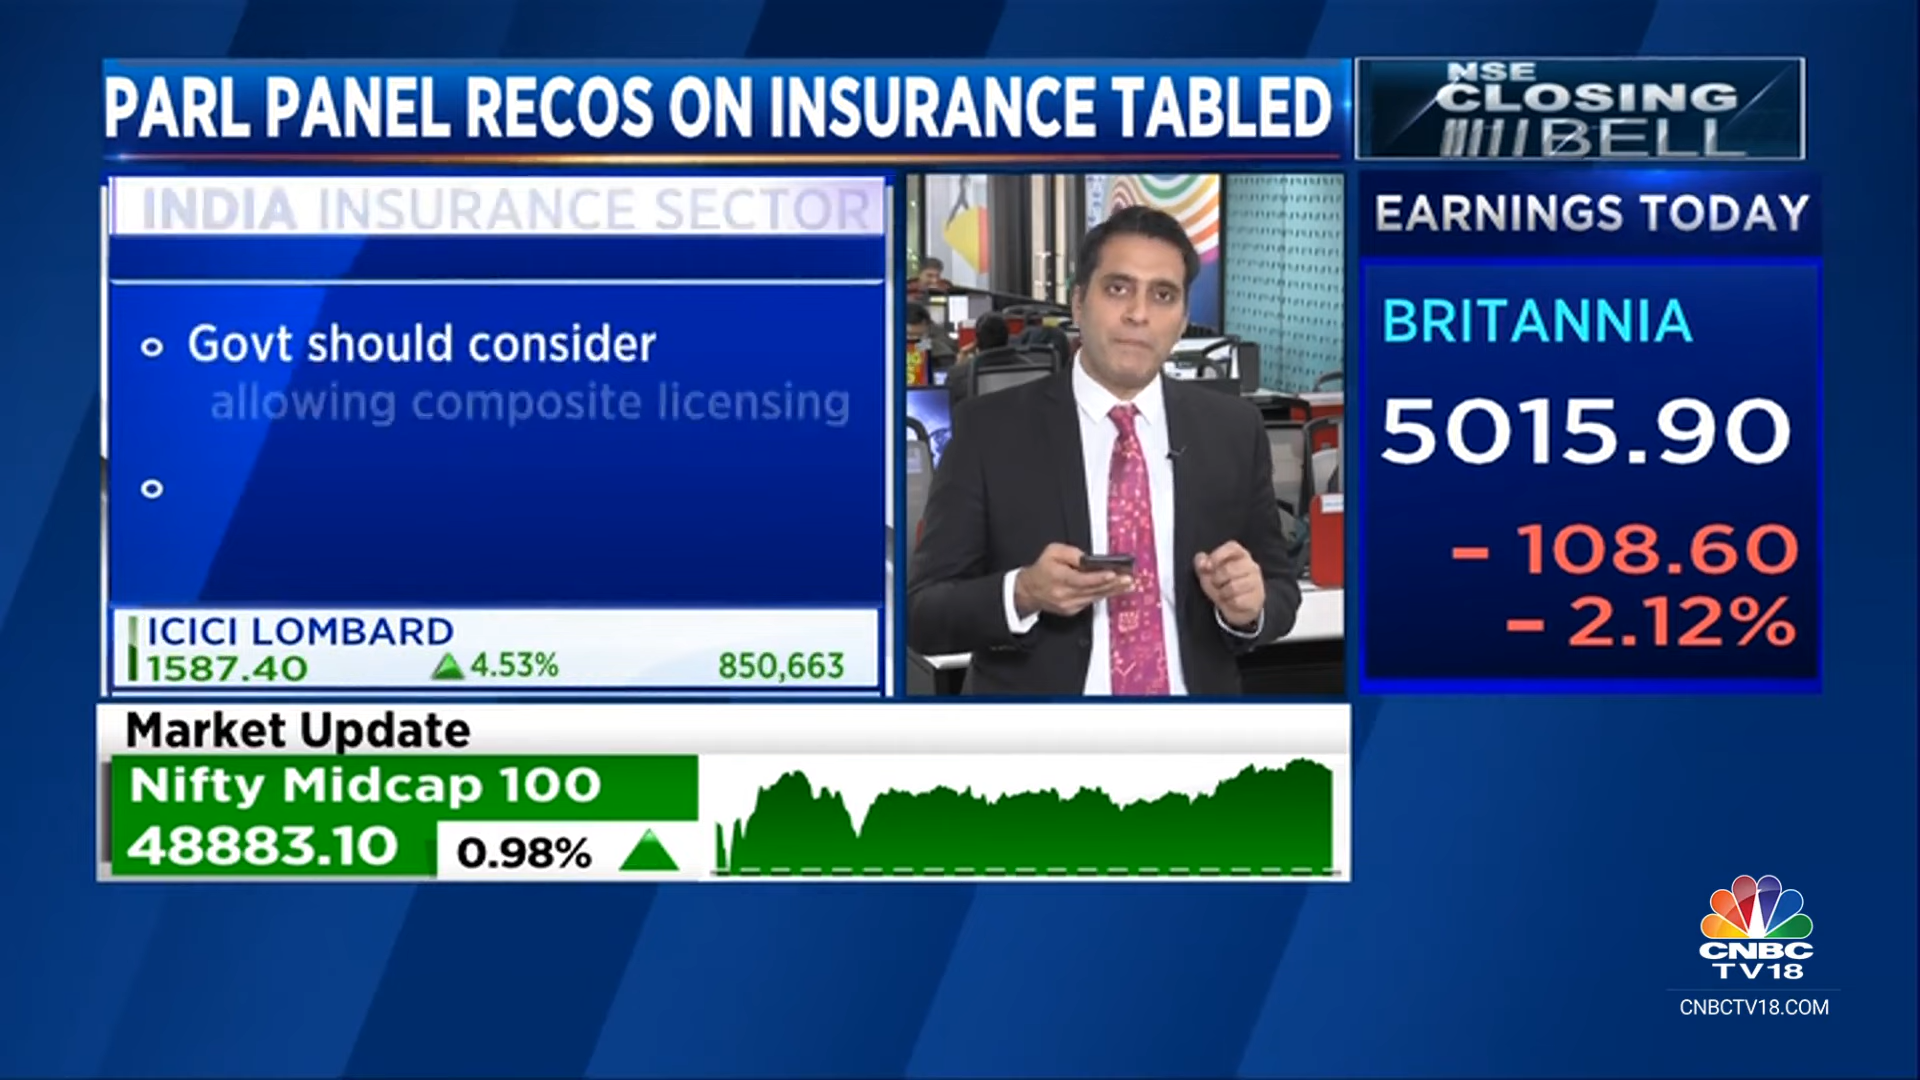 PARL PANEL RECOS ON INSURANCE TABLED
NSE
CLOSING
BELL
INDIA INSURANCE SECTOR
Govt should consider
allowing composite licensing
ICICI LOMBARD
1587.40 ▲ 4.53% 850,663
EARNINGS TODAY
BRITANNIA
5015.90
- 108.60
- 2.12%
Market Update
Nifty Midcap 100
48883.10 0.98% ▲
CNBC
TV18
CNBCTV18.COM